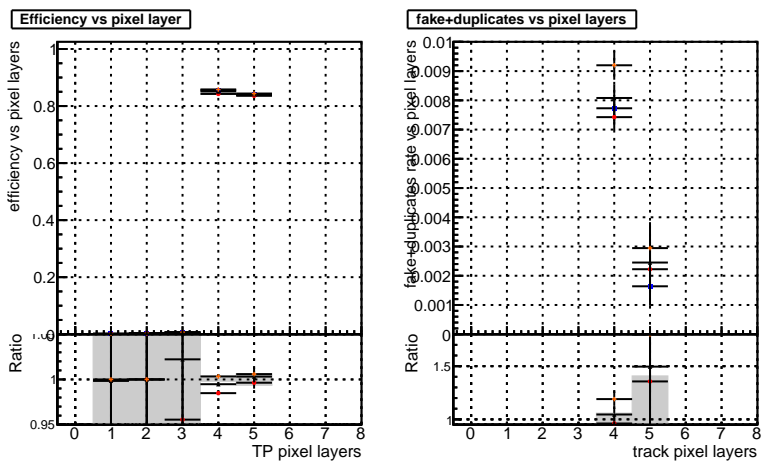 Efficiency vs pixel layer
efficiency vs pixel layers
1
0.8
0.6
0.4
0.2
0
Ratio
1
0.95
0 1 2 3 4 5 6 7 8
TP pixel layers
fake+duplicates vs pixel layers
fake+duplicates rate vs pixel layers
0.01
0.009
0.008
0.007
0.006
0.005
0.004
0.003
0.002
0.001
0
Ratio
1.5
1
0 1 2 3 4 5 6 7 8
track pixel layers